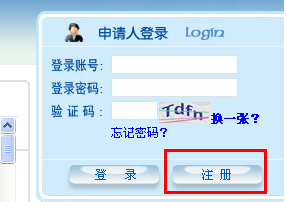 申请人登录 Login
登录账号:
登录密码:
验 证 码 : Tdfn 换一张?
忘记密码?
登 录 注 册